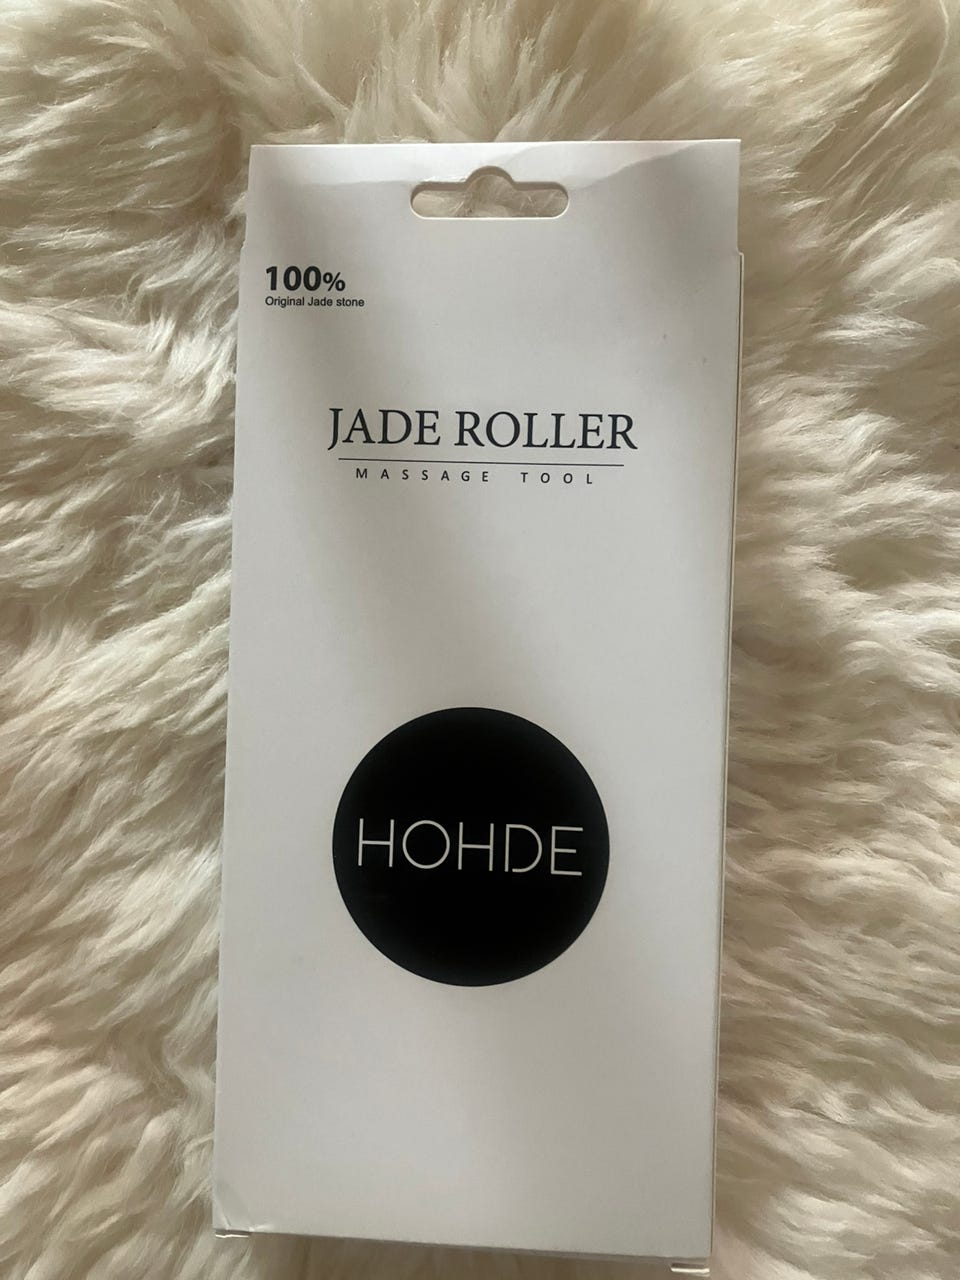 100%
Original Jade stone
JADE ROLLER
MASSAGE TOOL
HOHDE